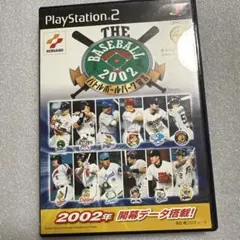 PlayStation 2
KONAMI
THE
BASEBALL
2002
バトルボールパーク宣言
2002年 開幕データ搭載!